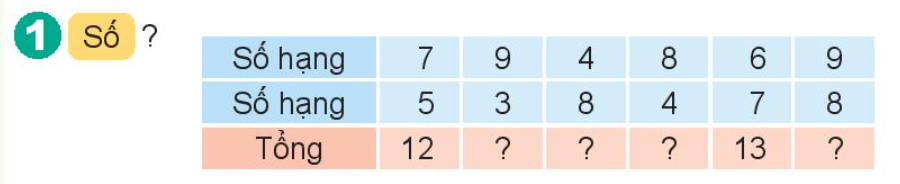 1 Số ?
Số hạng 7 9 4 8 6 9
Số hạng 5 3 8 4 7 8
Tổng 12 ? ? ? 13 ?